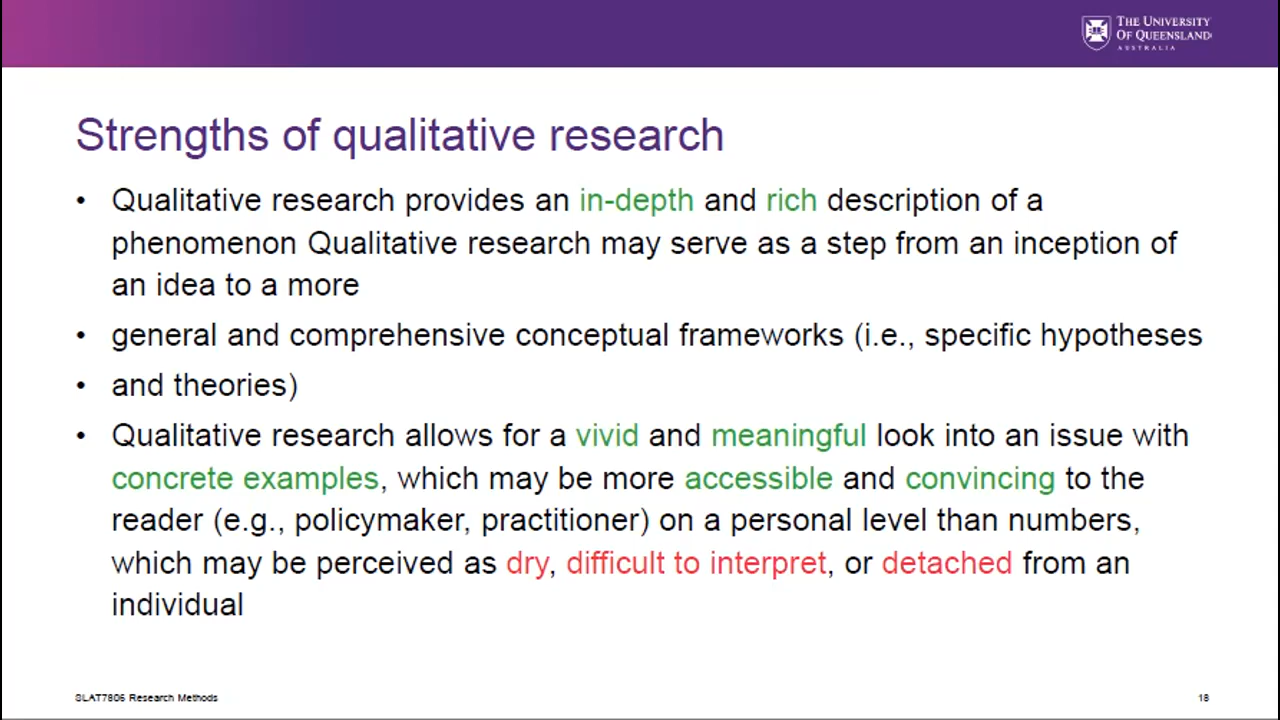 THE UNIVERSITY
OF QUEENSLAND
AUSTRALIA
Strengths of qualitative research
• Qualitative research provides an in-depth and rich description of a
phenomenon Qualitative research may serve as a step from an inception of
an idea to a more
• general and comprehensive conceptual frameworks (i.e., specific hypotheses
• and theories)
• Qualitative research allows for a vivid and meaningful look into an issue with
concrete examples, which may be more accessible and convincing to the
reader (e.g., policymaker, practitioner) on a personal level than numbers,
which may be perceived as dry, difficult to interpret, or detached from an
individual
SLAT7806 Research Methods
18